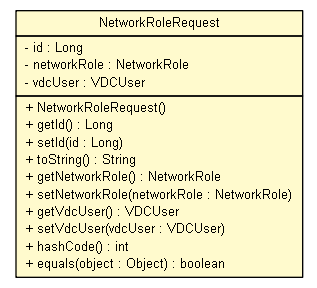 NetworkRoleRequest
- id : Long
- networkRole : NetworkRole
- vdcUser : VDCUser
+ NetworkRoleRequest()
+ getId() : Long
+ setId(id : Long)
+ toString() : String
+ getNetworkRole() : NetworkRole
+ setNetworkRole(networkRole : NetworkRole)
+ getVdcUser() : VDCUser
+ setVdcUser(vdcUser : VDCUser)
+ hashCode() : int
+ equals(object : Object) : boolean